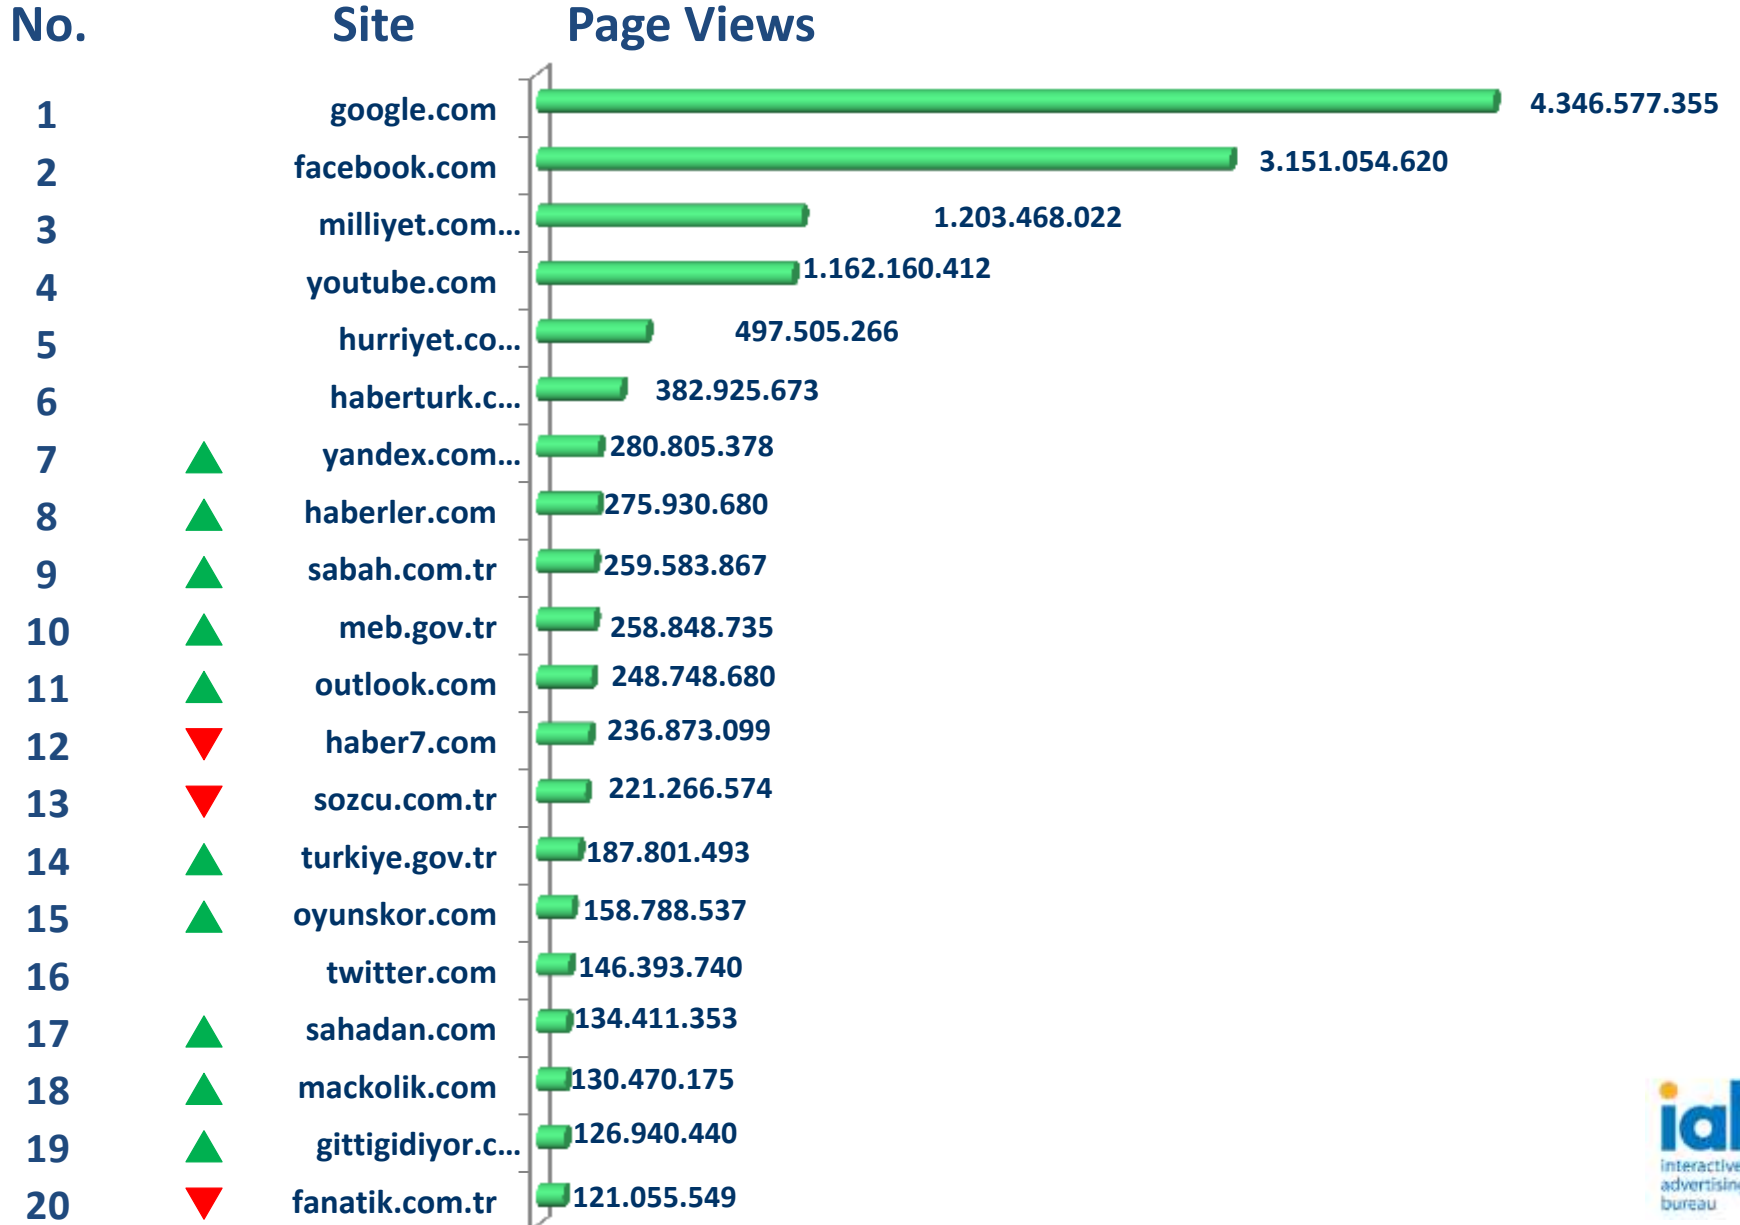 No. Site Page Views
1 google.com 4.346.577.355
2 facebook.com 3.151.054.620
3 milliyet.com... 1.203.468.022
4 youtube.com 1.162.160.412
5 hurriyet.co... 497.505.266
6 haberturk.c... 382.925.673
7 yandex.com... 280.805.378
8 haberler.com 275.930.680
9 sabah.com.tr 259.583.867
10 meb.gov.tr 258.848.735
11 outlook.com 248.748.680
12 haber7.com 236.873.099
13 sozcu.com.tr 221.266.574
14 turkiye.gov.tr 187.801.493
15 oyunskor.com 158.788.537
16 twitter.com 146.393.740
17 sahadan.com 134.411.353
18 mackolik.com 130.470.175
19 gittigidiyor.c... 126.940.440
20 fanatik.com.tr 121.055.549
ia
interactive
advertising
bureau